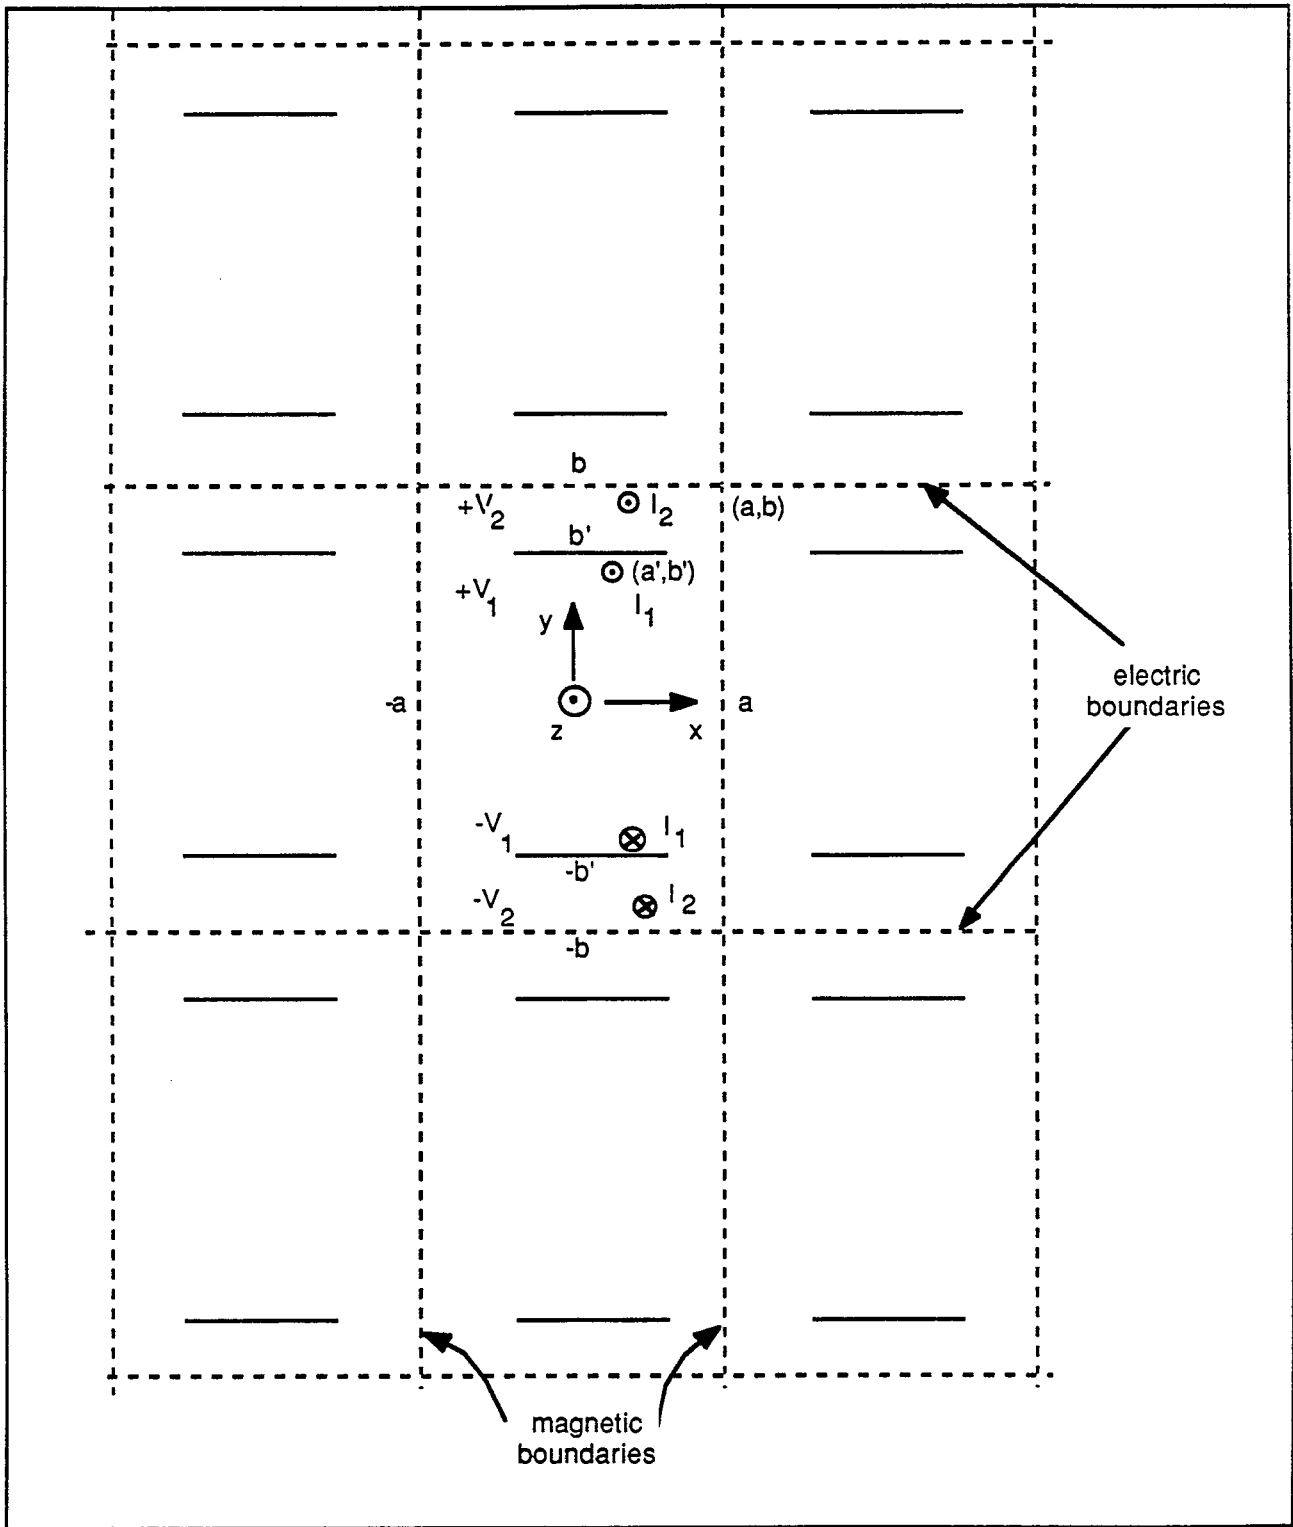 b
+V2 I2 (a,b)
b'
(a',b')
+V1 I1
y
electric
boundaries
-a a
z x
-V1 I1
-b'
-V2 I2
-b
magnetic
boundaries